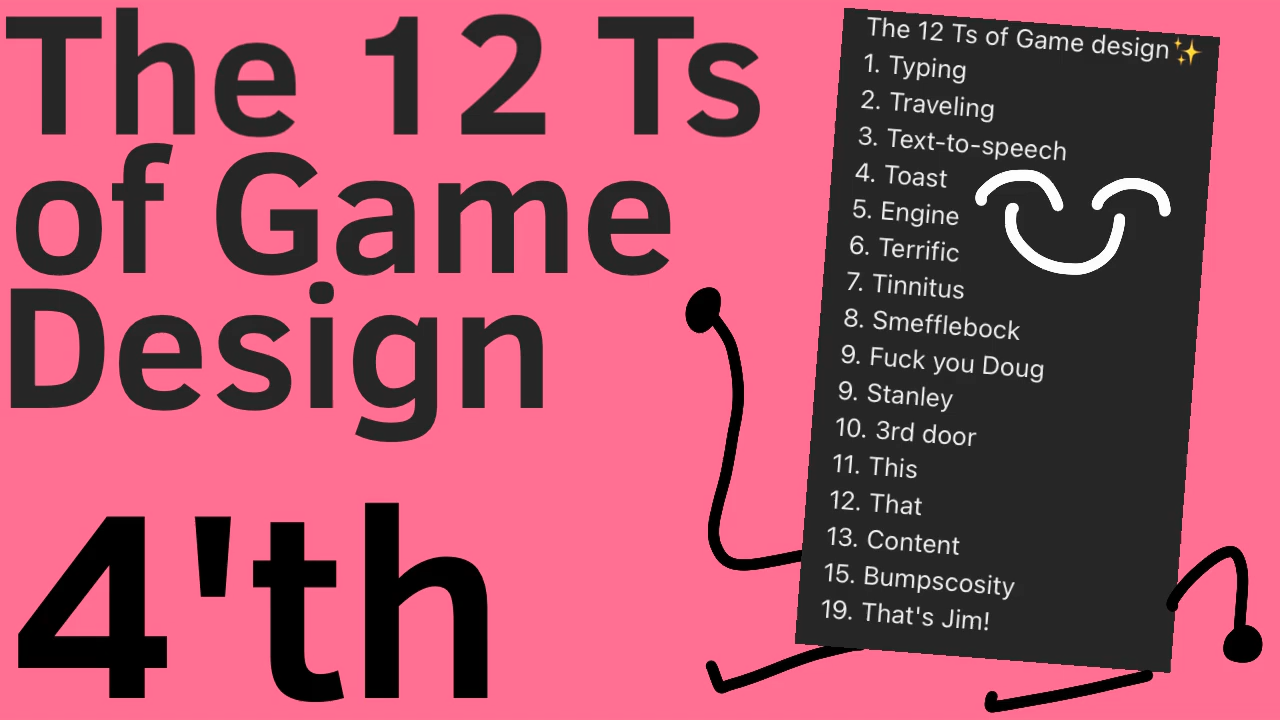 The 12 Ts
of Game
Design
4'th
The 12 Ts of Game design✨
1. Typing
2. Traveling
3. Text-to-speech
4. Toast
5. Engine
6. Terrific
7. Tinnitus
8. Smefflebock
9. Fuck you Doug
9. Stanley
10. 3rd door
11. This
12. That
13. Content
15. Bumpscosity
19. That's Jim!